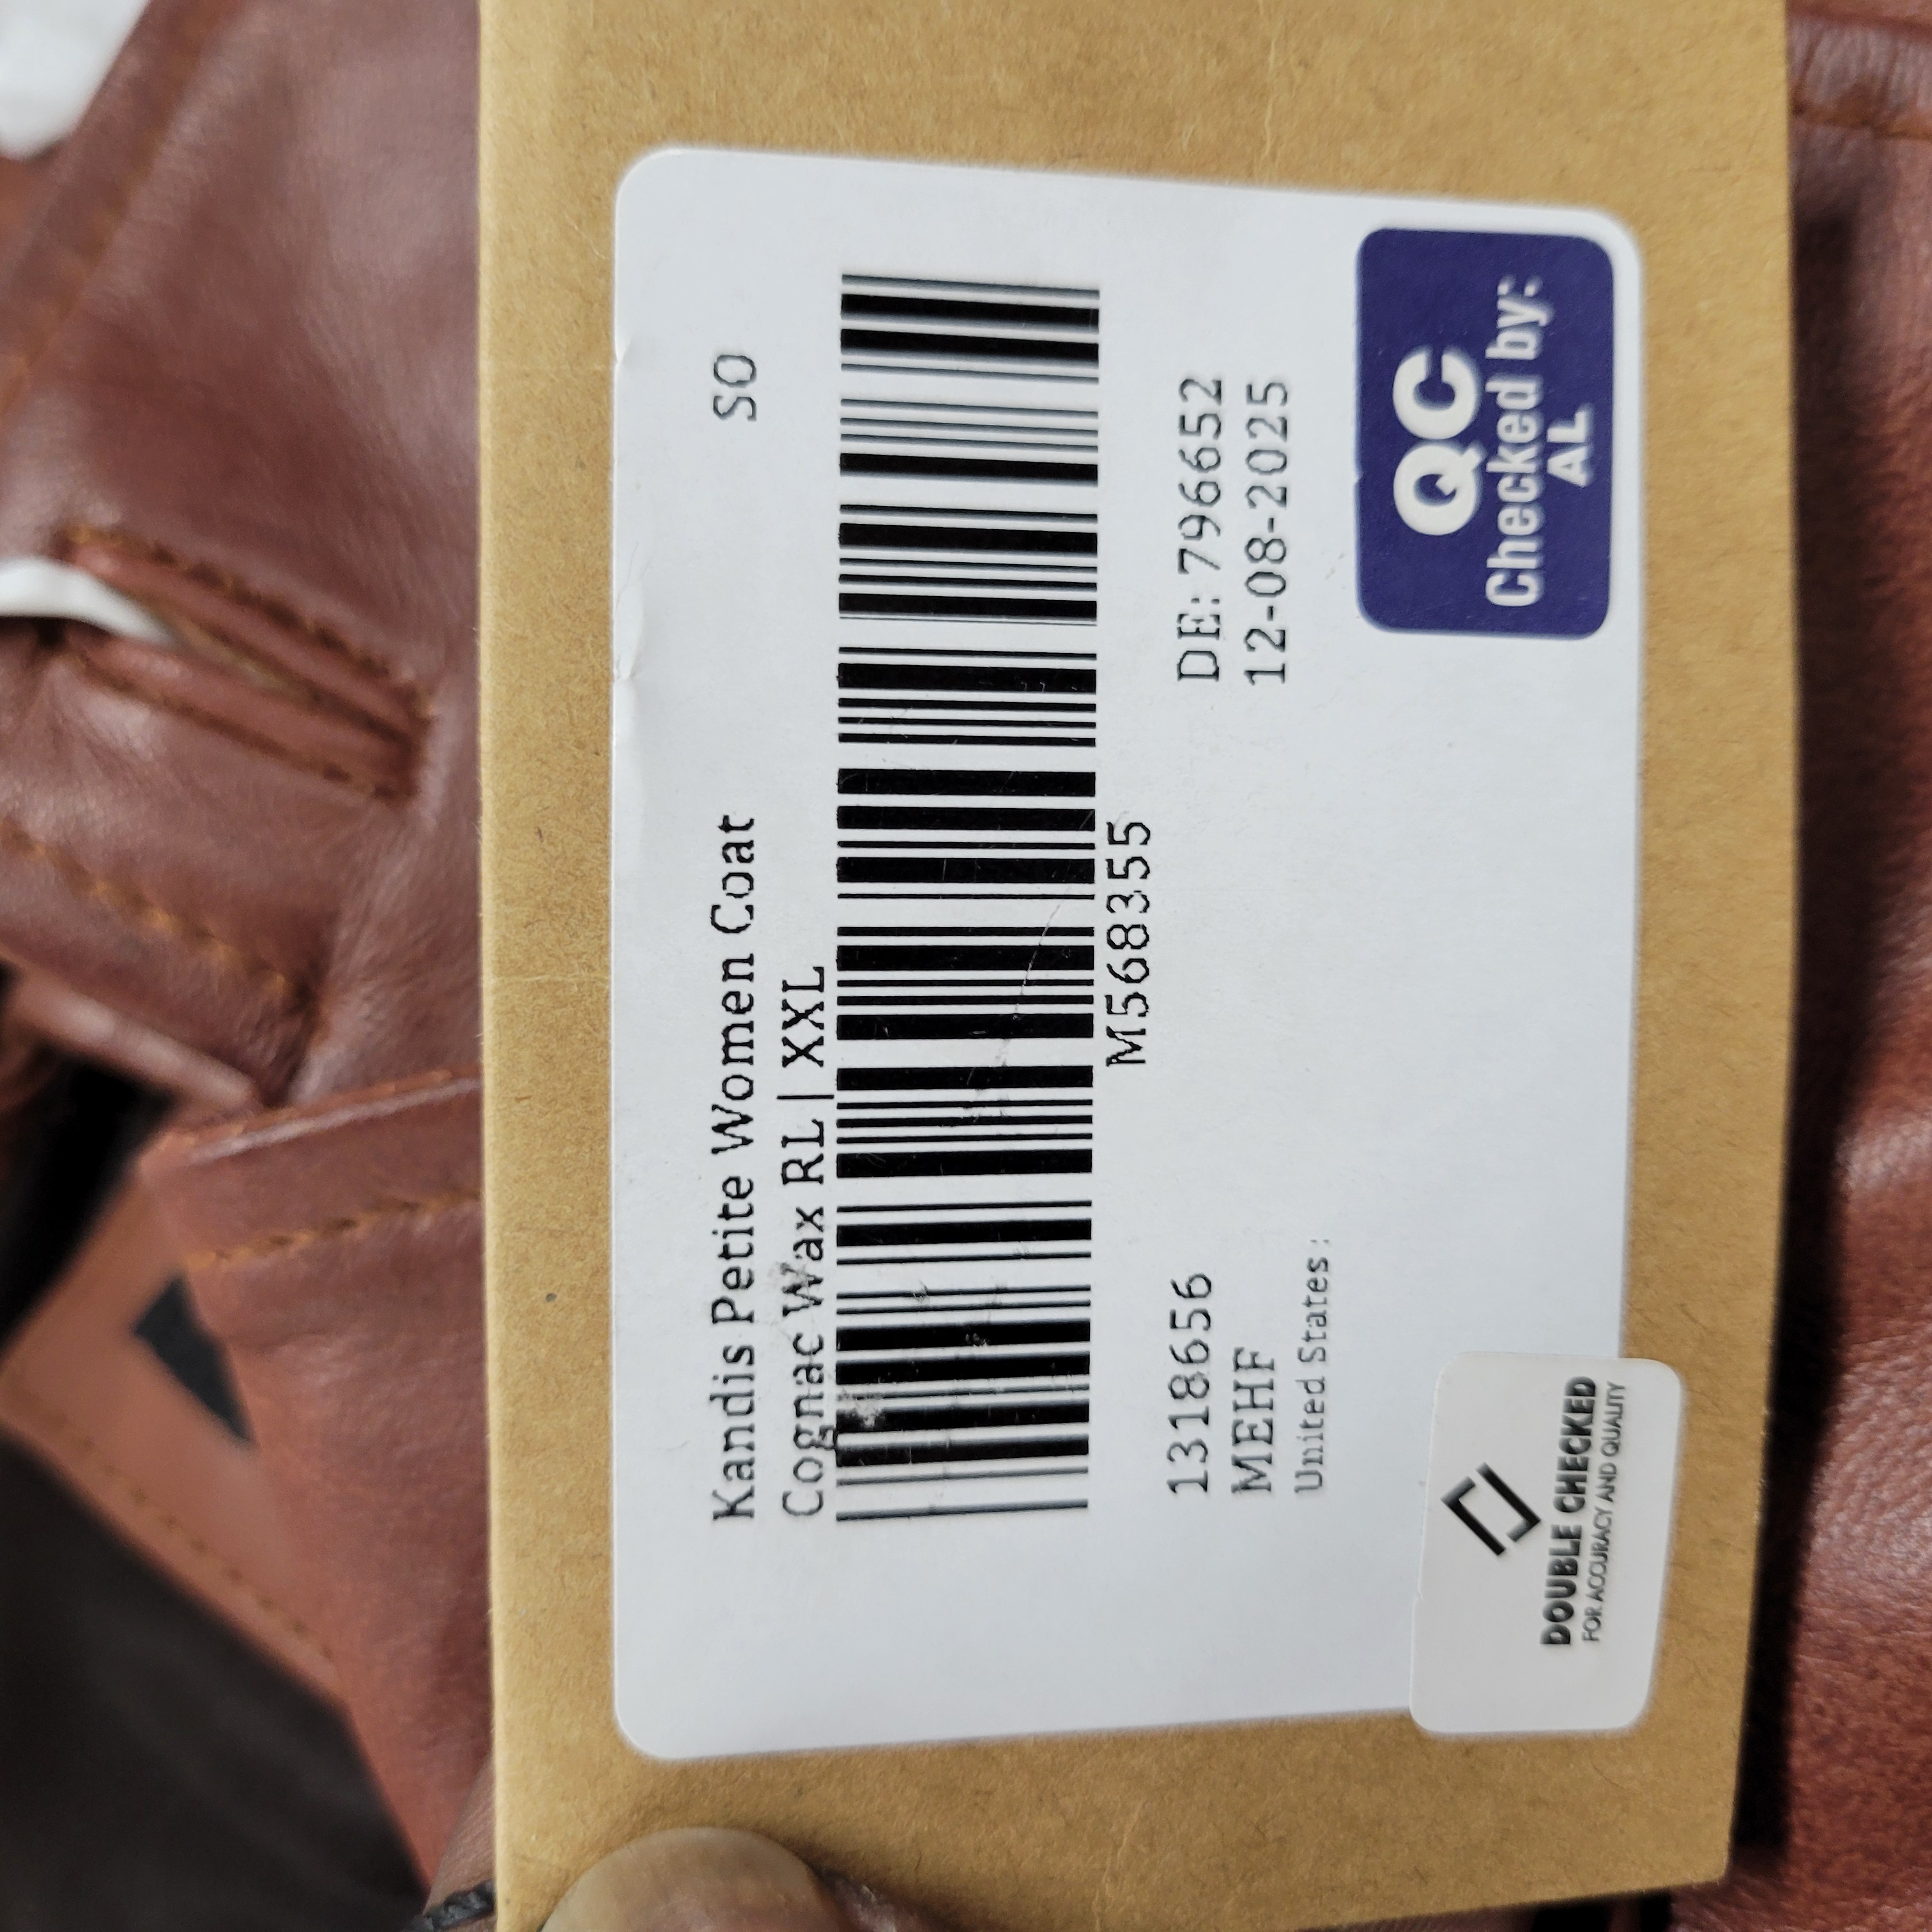 Kandis Petite Women Coat SO
Cognac Wax RL | XXL
M568355
1318656 DE: 796652
MEHF 12-08-2025
United States :
DOUBLE CHECKED
FOR ACCURACY AND QUALITY
QC
Checked by:
AL